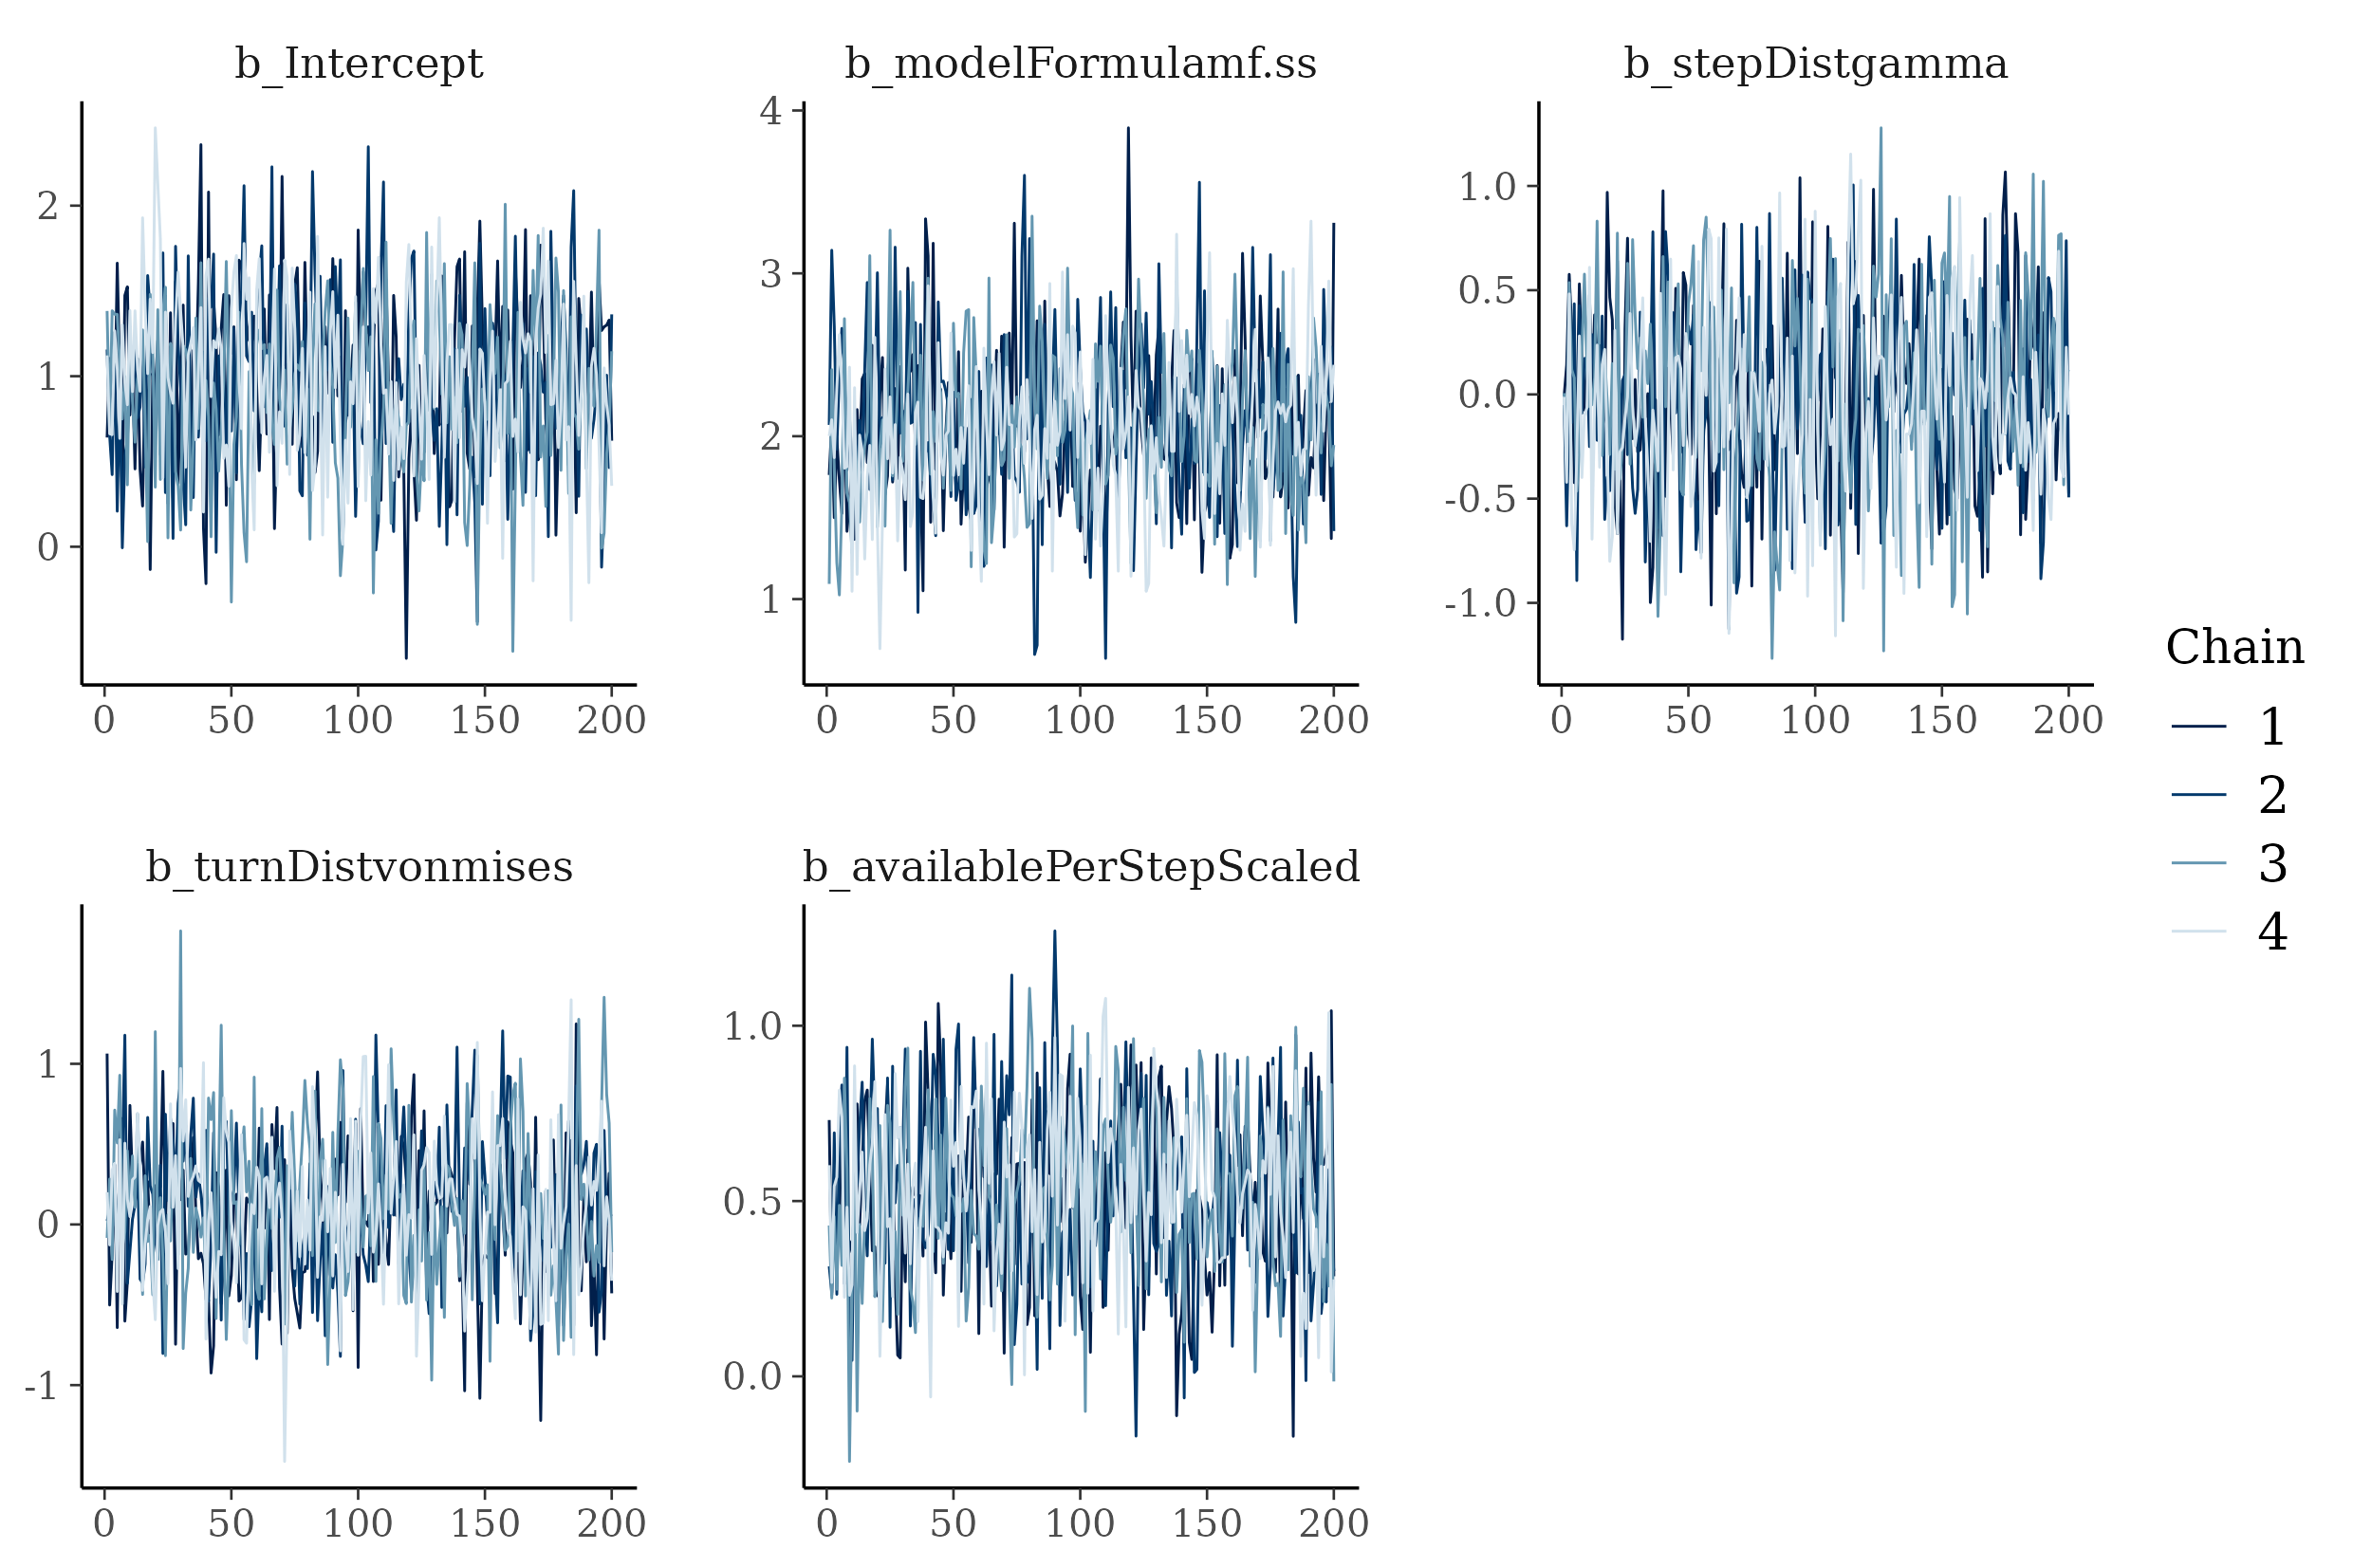 b_Intercept
2
1
0
0 50 100 150 200
b_modelFormulamf.ss
4
3
2
1
0 50 100 150 200
b_stepDistgamma
1.0
0.5
0.0
-0.5
-1.0
0 50 100 150 200
b_turnDistvonmises
1
0
-1
0 50 100 150 200
b_availablePerStepScaled
1.0
0.5
0.0
0 50 100 150 200
Chain
1
2
3
4